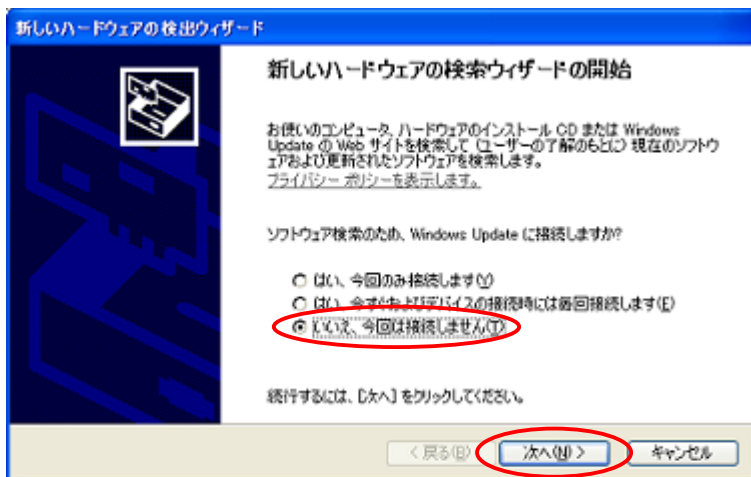 新しいハードウェアの検出ウィザード
新しいハードウェアの検索ウィザードの開始
お使いのコンピュータ、ハードウェアのインストール CD または Windows
Update の Web サイトを検索して (ユーザーの了解のもとに) 現在のソフトウ
ェアおよび更新されたソフトウェアを検索します。
プライバシー ポリシーを表示します。
ソフトウェア検索のため、Windows Update に接続しますか?
はい、今回のみ接続します(Y)
はい、今すぐおよびデバイスの接続時には毎回接続します(E)
いいえ、今回は接続しません(T)
続行するには、[次へ] をクリックしてください。
< 戻る(B)
次へ(N) >
キャンセル